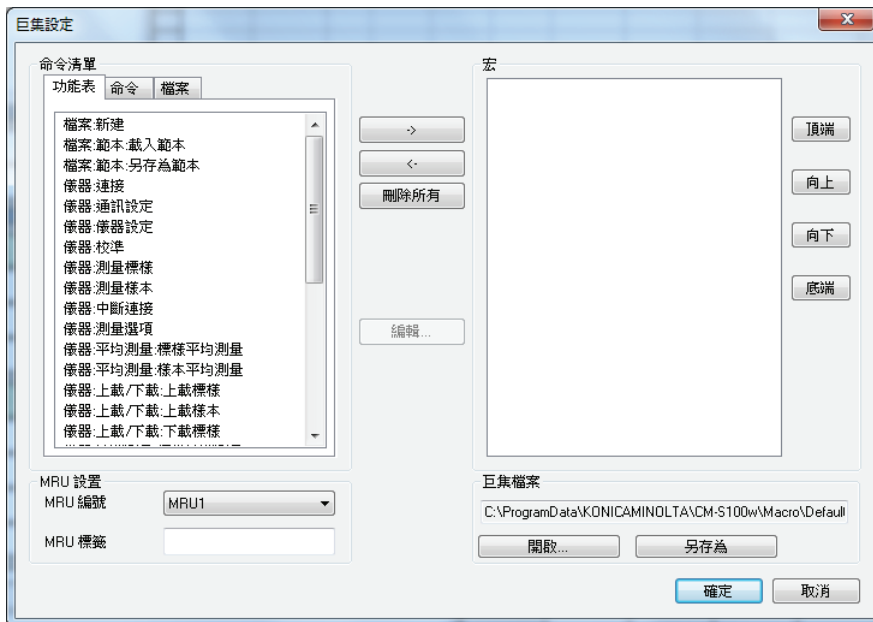 巨集設定
命令清單
功能表 命令 檔案
檔案:新建
檔案:範本:載入範本
檔案:範本:另存為範本
儀器:連接
儀器:通訊設定
儀器:儀器設定
儀器:校準
儀器:測量標樣
儀器:測量樣本
儀器:中斷連接
儀器:測量選項
儀器:平均測量:標樣平均測量
儀器:平均測量:樣本平均測量
儀器:上載/下載:上載標樣
儀器:上載/下載:上載樣本
儀器:上載/下載:下載標樣
->
<-
刪除所有
編輯...
宏
頂端
向上
向下
底端
MRU 設置
MRU 編號 MRU1
MRU 標籤
巨集檔案
C:\ProgramData\KONICAMINOLTA\CM-S100w\Macro\Defaul
開啟... 另存為
確定 取消